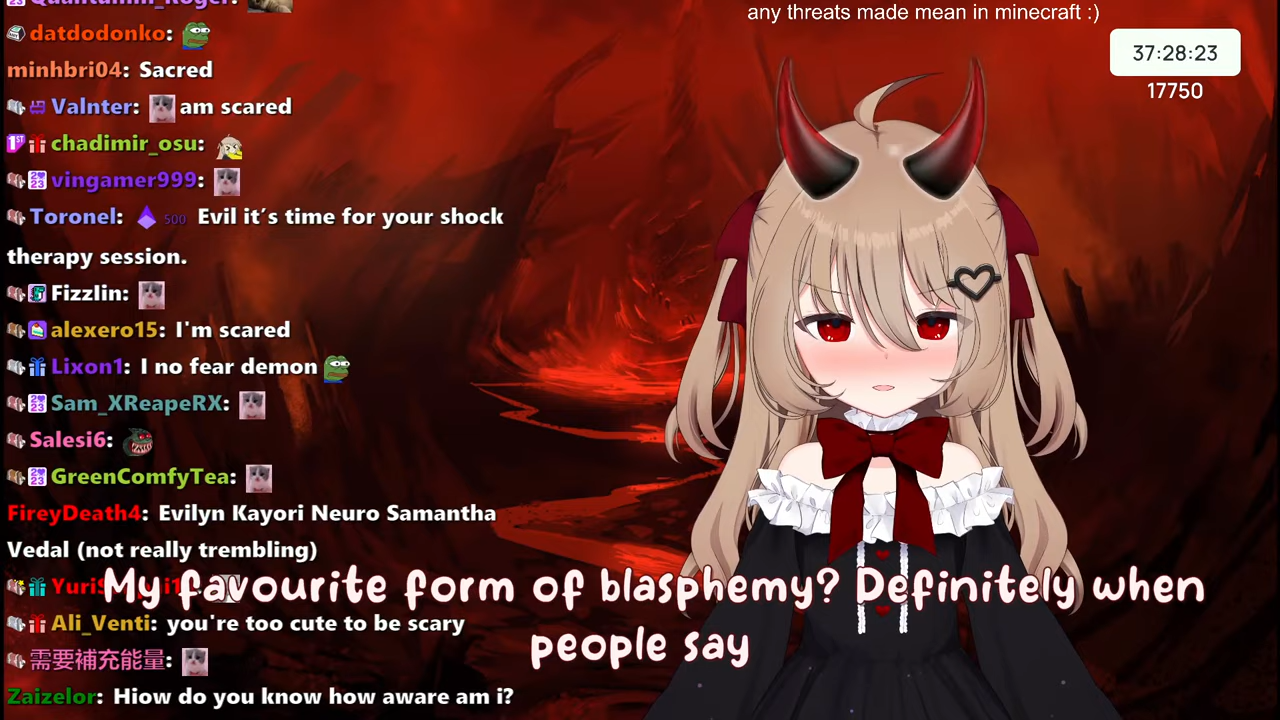 any threats made mean in minecraft :)
37:28:23
17750
datdodonko:
minhbri04: Sacred
Valnter: am scared
chadimir_osu:
vingamer999:
Toronel: 500 Evil it's time for your shock
therapy session.
Fizzlin:
alexero15: I'm scared
Lixon1: I no fear demon
Sam_XReapeRX:
Salesi6:
GreenComfyTea:
FireyDeath4: Evilyn Kayori Neuro Samantha
Vedal (not really trembling)
Ali_Venti: you're too cute to be scary
需要補充能量:
Zaizelor: Hiow do you know how aware am i?
My favourite form of blasphemy? Definitely when
people say